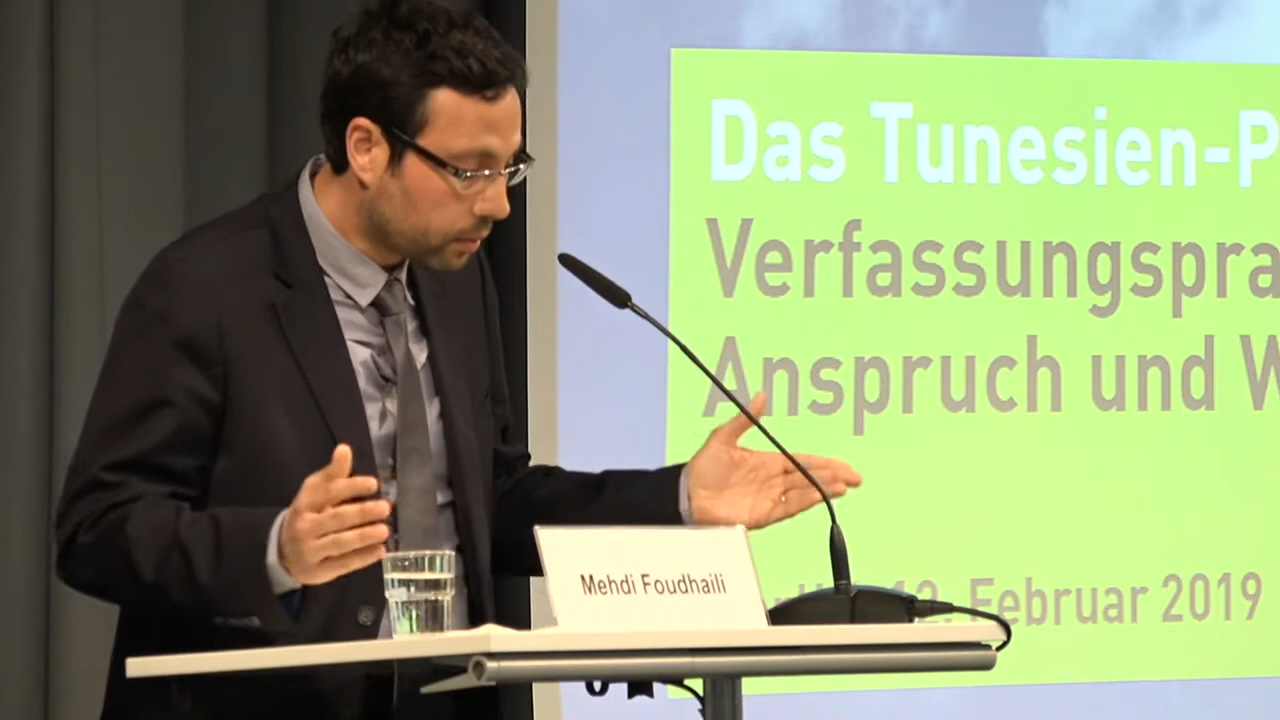 Das Tunesien-P
Verfassungspra
Anspruch und W
Februar 2019
Mehdi Foudhaili